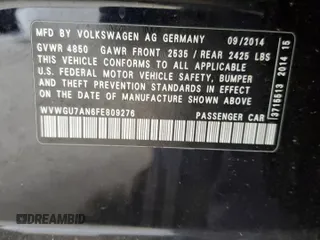 MFD BY VOLKSWAGEN AG GERMANY 09/2014
GVWR 4850 GAWR FRONT 2535 / REAR 2425 LBS
THIS VEHICLE CONFORMS TO ALL APPLICABLE
FEDERAL MOTOR VEHICLE SAFETY, BUMPER
AND THEFT PREVENTION STANDARDS IN EFFECT
ON THE DATE OF MANUFACTURE SHOWN ABOVE
WVWGU7AN6FE809276 PASSENGER CAR
3715513 2014 15
DREAMBID